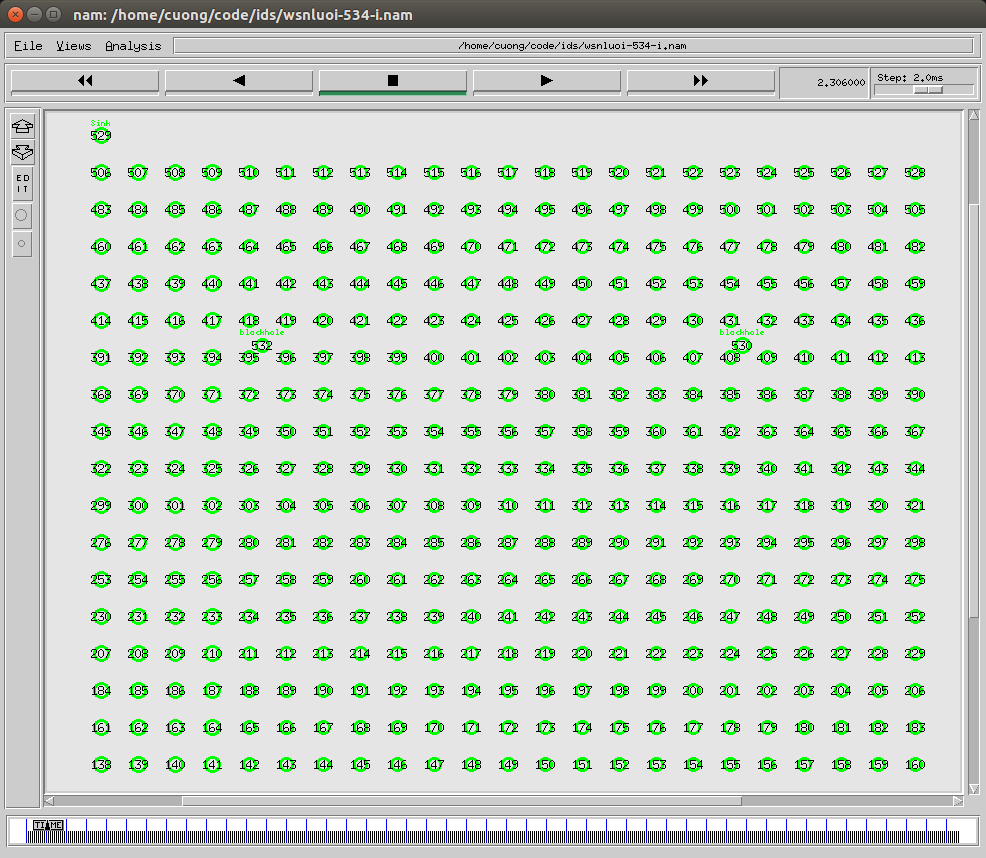 nam: /home/cuong/code/ids/wsnluoi-534-i.nam
File Views Analysis /home/cuong/code/ids/wsnluoi-534-i.nam
2.306000 Step: 2.0ms
ED
IT
Sink
529
506 507 508 509 510 511 512 513 514 515 516 517 518 519 520 521 522 523 524 525 526 527 528
483 484 485 486 487 488 489 490 491 492 493 494 495 496 497 498 499 500 501 502 503 504 505
460 461 462 463 464 465 466 467 468 469 470 471 472 473 474 475 476 477 478 479 480 481 482
437 438 439 440 441 442 443 444 445 446 447 448 449 450 451 452 453 454 455 456 457 458 459
414 415 416 417 418 419 420 421 422 423 424 425 426 427 428 429 430 431 432 433 434 435 436
blackhole blackhole
532 530
391 392 393 394 395 396 397 398 399 400 401 402 403 404 405 406 407 408 409 410 411 412 413
368 369 370 371 372 373 374 375 376 377 378 379 380 381 382 383 384 385 386 387 388 389 390
345 346 347 348 349 350 351 352 353 354 355 356 357 358 359 360 361 362 363 364 365 366 367
322 323 324 325 326 327 328 329 330 331 332 333 334 335 336 337 338 339 340 341 342 343 344
299 300 301 302 303 304 305 306 307 308 309 310 311 312 313 314 315 316 317 318 319 320 321
276 277 278 279 280 281 282 283 284 285 286 287 288 289 290 291 292 293 294 295 296 297 298
253 254 255 256 257 258 259 260 261 262 263 264 265 266 267 268 269 270 271 272 273 274 275
230 231 232 233 234 235 236 237 238 239 240 241 242 243 244 245 246 247 248 249 250 251 252
207 208 209 210 211 212 213 214 215 216 217 218 219 220 221 222 223 224 225 226 227 228 229
184 185 186 187 188 189 190 191 192 193 194 195 196 197 198 199 200 201 202 203 204 205 206
161 162 163 164 165 166 167 168 169 170 171 172 173 174 175 176 177 178 179 180 181 182 183
138 139 140 141 142 143 144 145 146 147 148 149 150 151 152 153 154 155 156 157 158 159 160
TIME